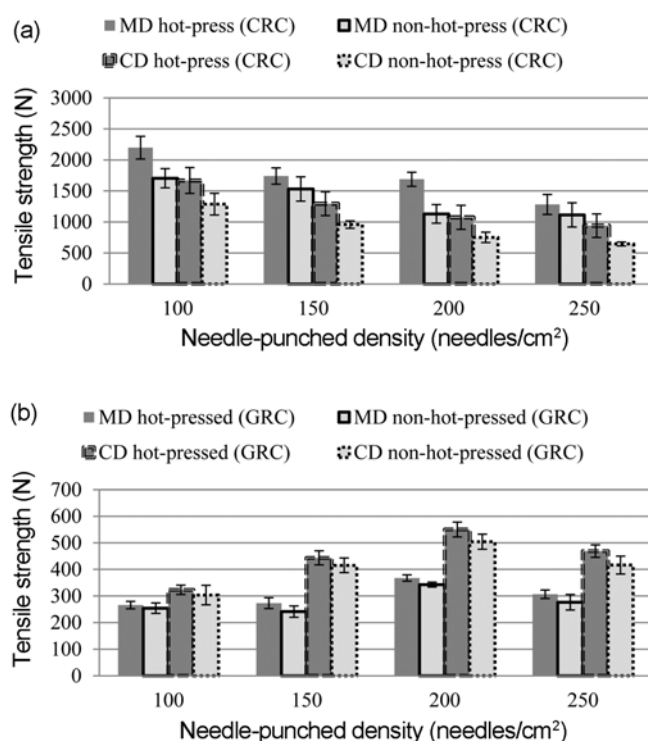 (a)
MD hot-press (CRC) MD non-hot-press (CRC)
CD hot-press (CRC) CD non-hot-press (CRC)
Tensile strength (N)
3000
2500
2000
1500
1000
500
0
100 150 200 250
Needle-punched density (needles/cm²)
(b)
MD hot-pressed (GRC) MD non-hot-pressed (GRC)
CD hot-pressed (GRC) CD non-hot-pressed (GRC)
Tensile strength (N)
700
600
500
400
300
200
100
0
100 150 200 250
Needle-punched density (needles/cm²)